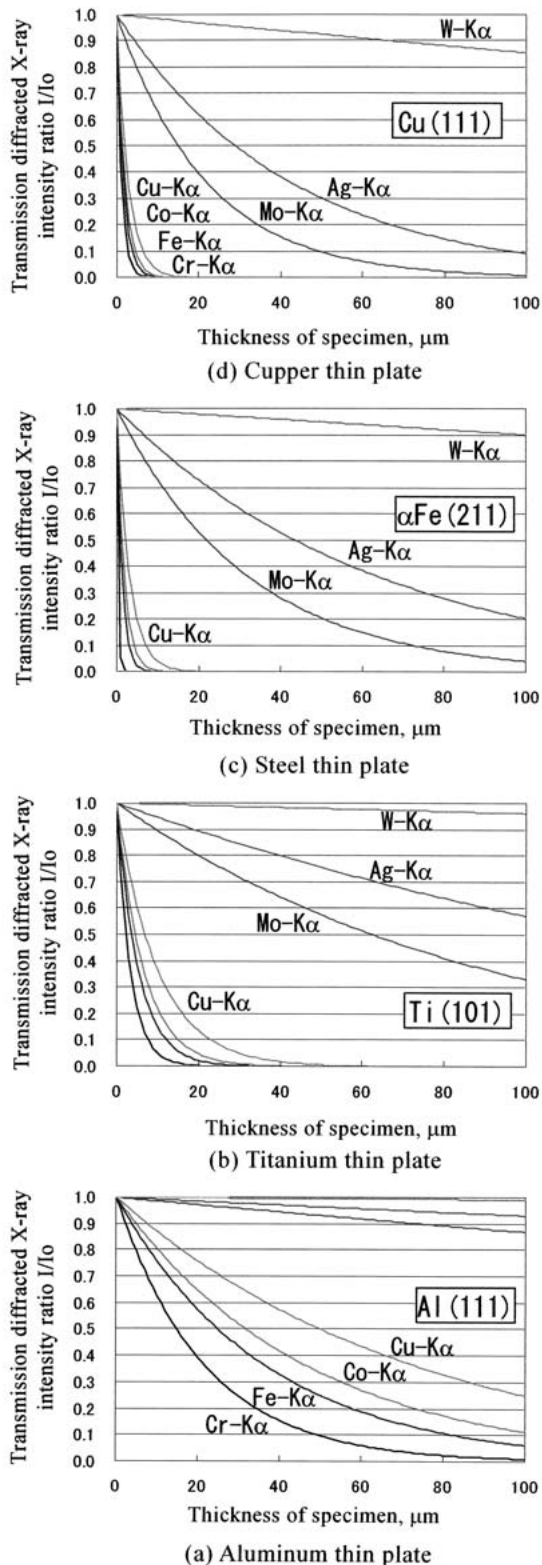 Transmission diffracted X-ray
intensity ratio I/Io
1.0
0.9
0.8
0.7
0.6
0.5
0.4
0.3
0.2
0.1
0.0
W-Kα
Cu(111)
Cu-Kα
Co-Kα
Fe-Kα
Cr-Kα
Mo-Kα
Ag-Kα
0 20 40 60 80 100
Thickness of specimen, μm
(d) Cupper thin plate
Transmission diffracted X-ray
intensity ratio I/Io
1.0
0.9
0.8
0.7
0.6
0.5
0.4
0.3
0.2
0.1
0.0
W-Kα
αFe(211)
Ag-Kα
Mo-Kα
Cu-Kα
0 20 40 60 80 100
Thickness of specimen, μm
(c) Steel thin plate
Transmission diffracted X-ray
intensity ratio I/Io
1.0
0.9
0.8
0.7
0.6
0.5
0.4
0.3
0.2
0.1
0.0
W-Kα
Ag-Kα
Mo-Kα
Cu-Kα
Ti(101)
0 20 40 60 80 100
Thickness of specimen, μm
(b) Titanium thin plate
Transmission diffracted X-ray
intensity ratio I/Io
1.0
0.9
0.8
0.7
0.6
0.5
0.4
0.3
0.2
0.1
0.0
Al(111)
Cu-Kα
Co-Kα
Fe-Kα
Cr-Kα
0 20 40 60 80 100
Thickness of specimen, μm
(a) Aluminum thin plate